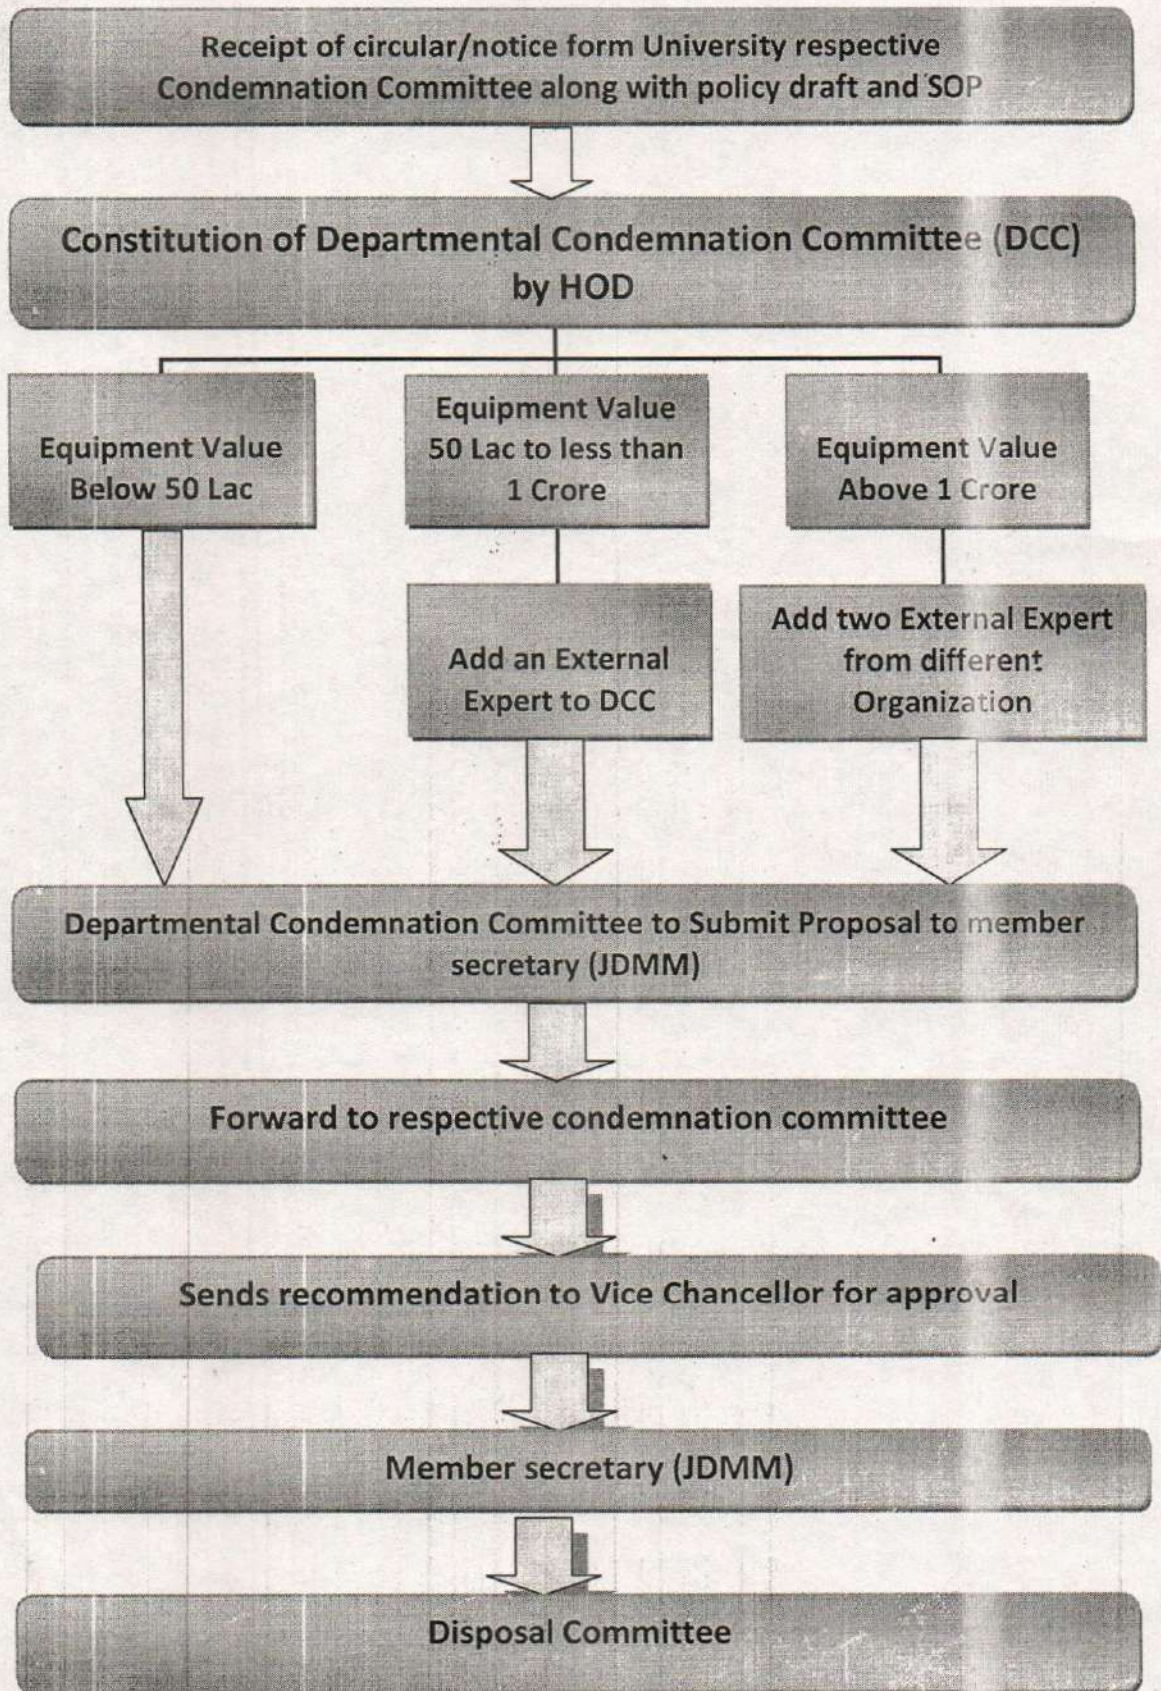 Receipt of circular/notice form University respective
Condemnation Committee along with policy draft and SOP
Constitution of Departmental Condemnation Committee (DCC)
by HOD
Equipment Value
Below 50 Lac
Equipment Value
50 Lac to less than
1 Crore
Equipment Value
Above 1 Crore
Add an External
Expert to DCC
Add two External Expert
from different
Organization
Departmental Condemnation Committee to Submit Proposal to member
secretary (JDMM)
Forward to respective condemnation committee
Sends recommendation to Vice Chancellor for approval
Member secretary (JDMM)
Disposal Committee